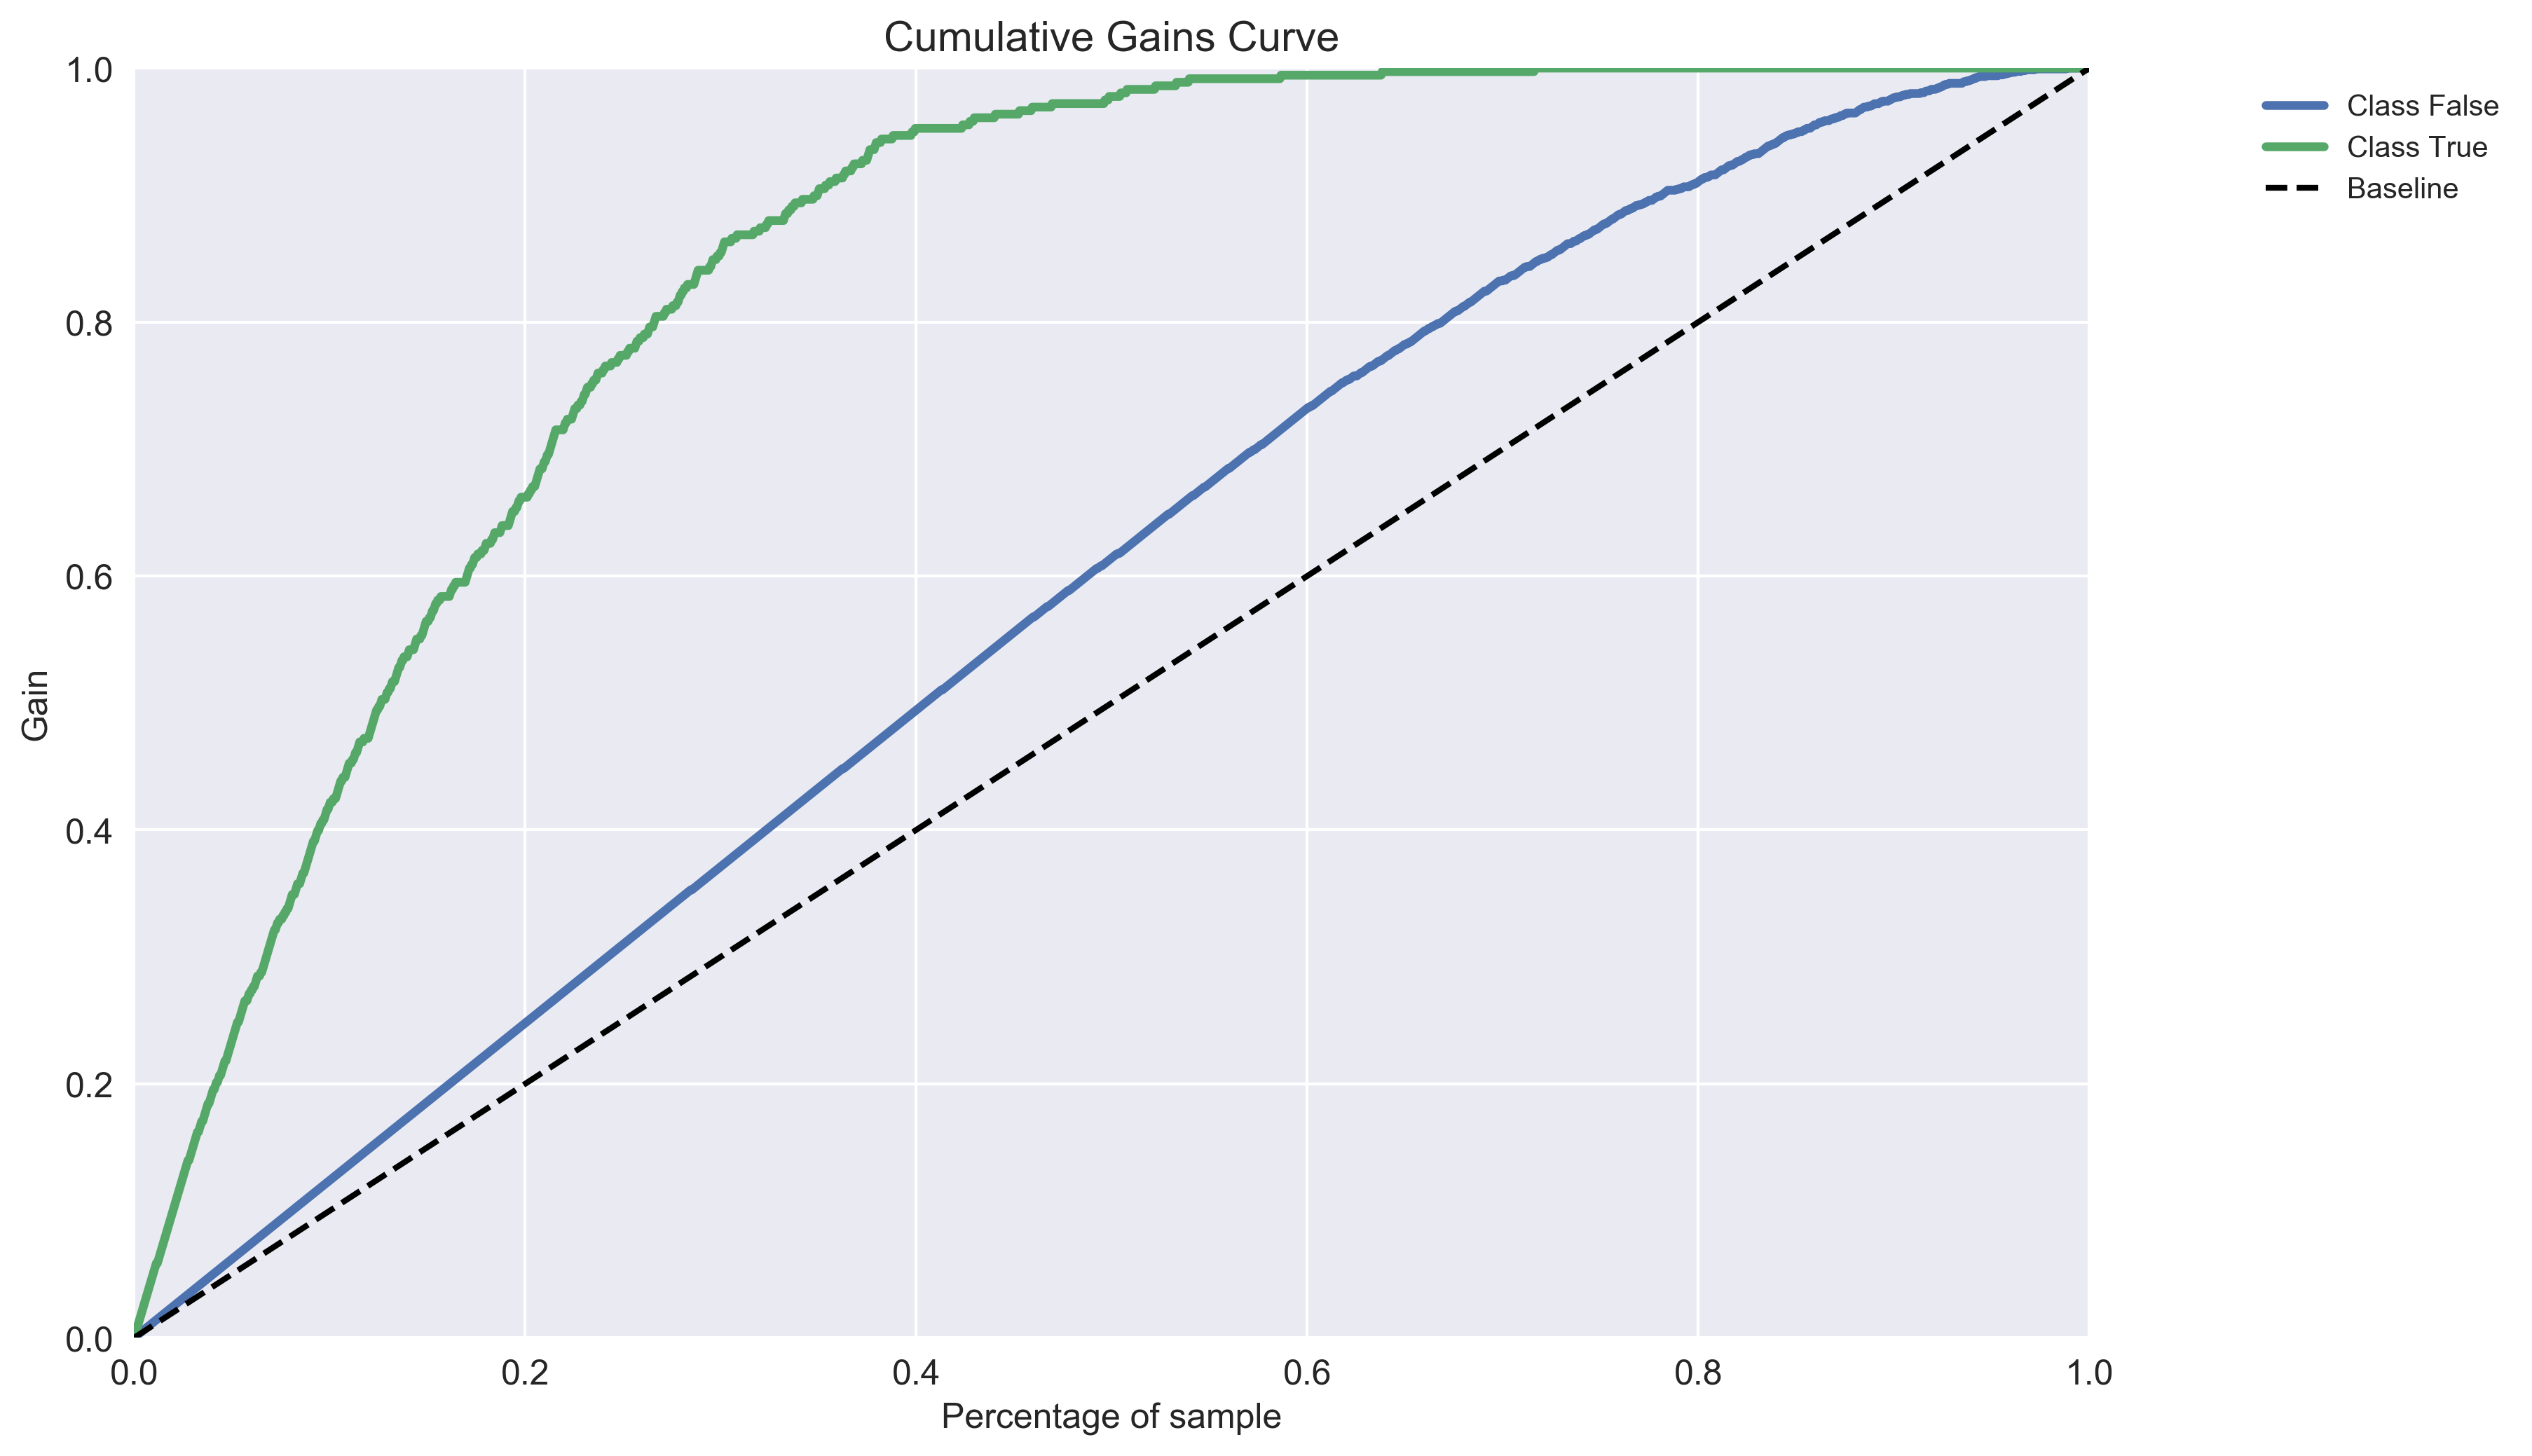 Cumulative Gains Curve
1.0
0.8
0.6
0.4
0.2
0.0
Gain
0.0 0.2 0.4 0.6 0.8 1.0
Percentage of sample
Class False
Class True
Baseline